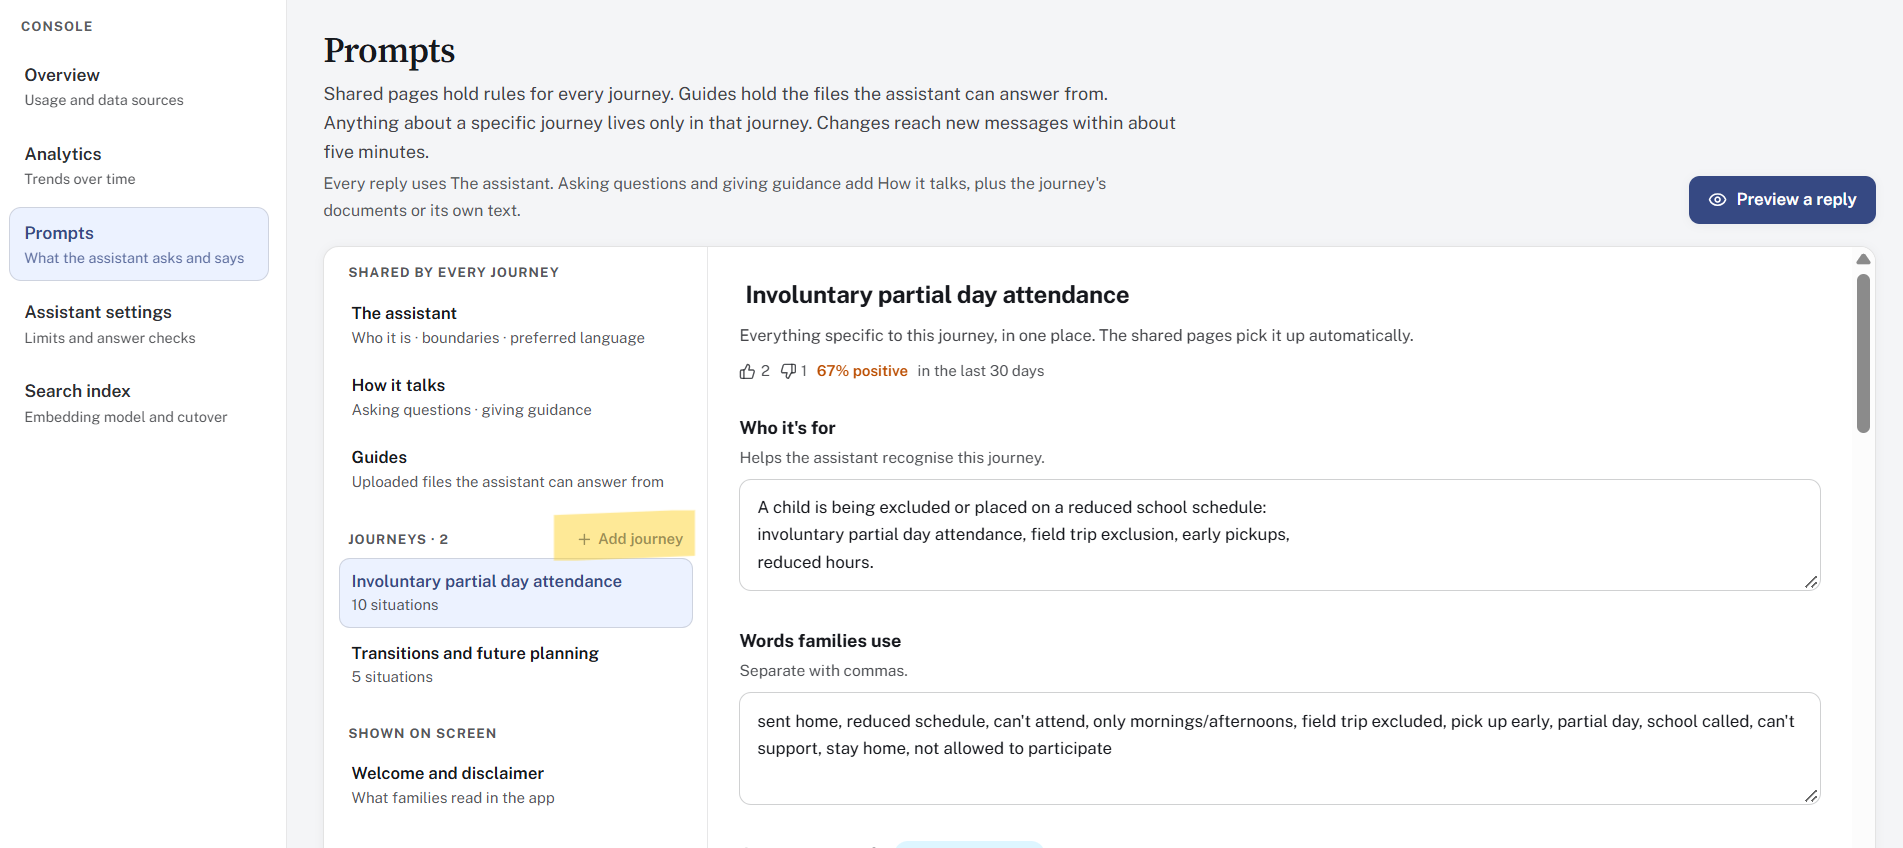 CONSOLE
Overview
Usage and data sources
Analytics
Trends over time
Prompts
What the assistant asks and says
Assistant settings
Limits and answer checks
Search index
Embedding model and cutover
Prompts
Shared pages hold rules for every journey. Guides hold the files the assistant can answer from.
Anything about a specific journey lives only in that journey. Changes reach new messages within about
five minutes.
Every reply uses The assistant. Asking questions and giving guidance add How it talks, plus the journey's
documents or its own text.
Preview a reply
SHARED BY EVERY JOURNEY
The assistant
Who it is · boundaries · preferred language
How it talks
Asking questions · giving guidance
Guides
Uploaded files the assistant can answer from
JOURNEYS · 2
+ Add journey
Involuntary partial day attendance
10 situations
Transitions and future planning
5 situations
SHOWN ON SCREEN
Welcome and disclaimer
What families read in the app
Involuntary partial day attendance
Everything specific to this journey, in one place. The shared pages pick it up automatically.
2 1 67% positive in the last 30 days
Who it's for
Helps the assistant recognise this journey.
A child is being excluded or placed on a reduced school schedule:
involuntary partial day attendance, field trip exclusion, early pickups,
reduced hours.
Words families use
Separate with commas.
sent home, reduced schedule, can't attend, only mornings/afternoons, field trip excluded, pick up early, partial day, school called, can't
support, stay home, not allowed to participate